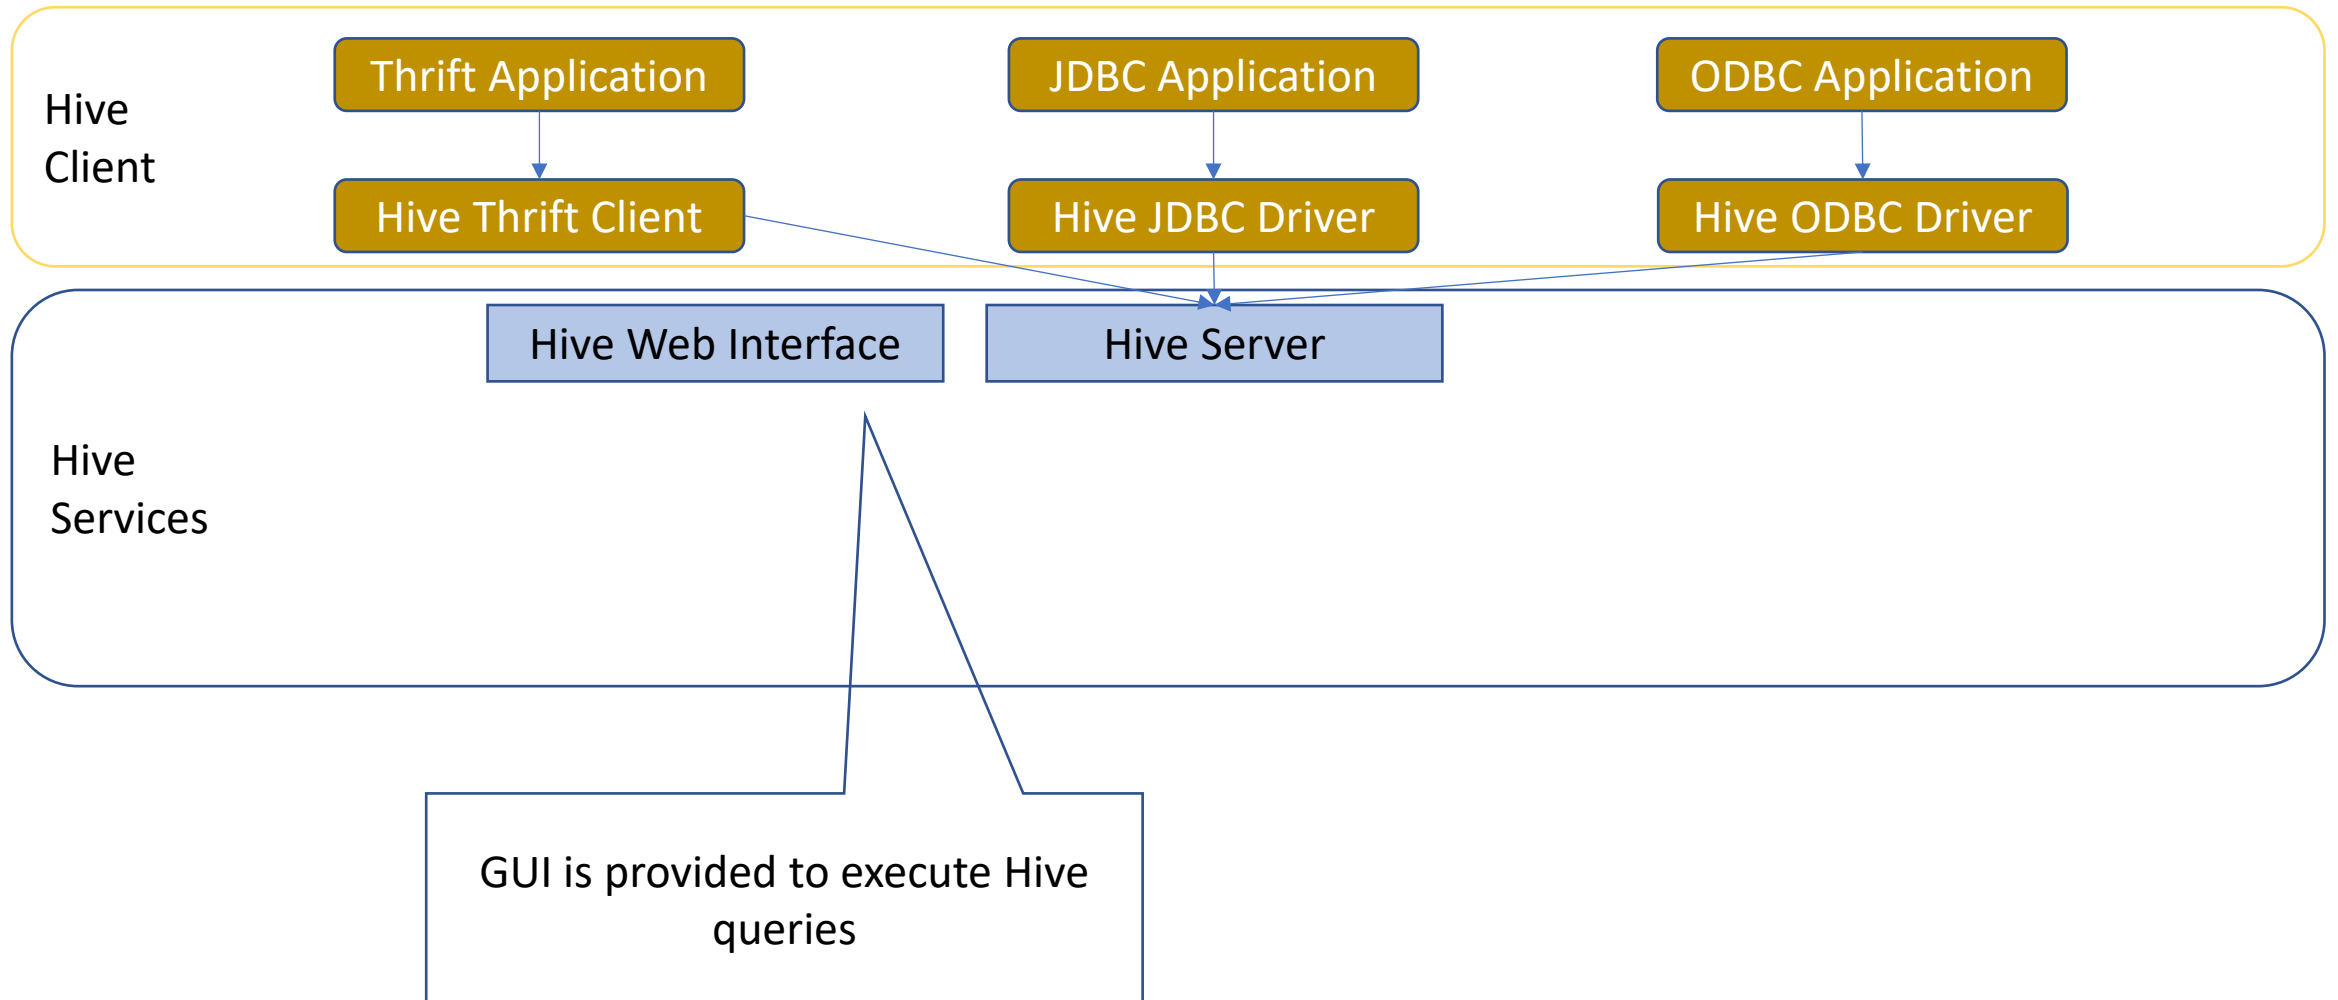 Thrift Application
JDBC Application
ODBC Application
Hive
Client
Hive Thrift Client
Hive JDBC Driver
Hive ODBC Driver
Hive Web Interface
Hive Server
Hive
Services
GUI is provided to execute Hive
queries